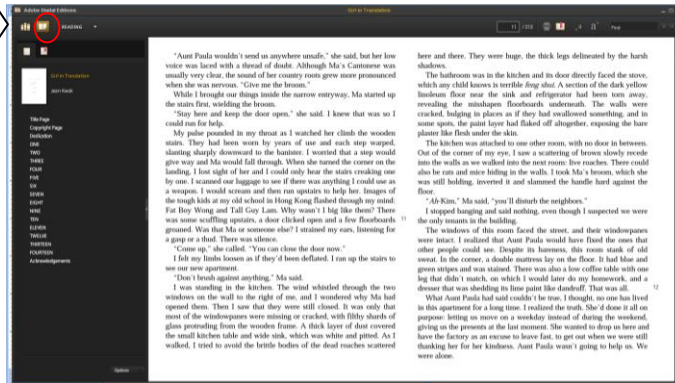 Adobe Digital Editions
Girl in Translation
READING
11 / 213
Find
Girl in Translation
Jean Kwok
Title Page
Copyright Page
Dedication
ONE
TWO
THREE
FOUR
FIVE
SIX
SEVEN
EIGHT
NINE
TEN
ELEVEN
TWELVE
THIRTEEN
FOURTEEN
Acknowledgements
Options
"Aunt Paula wouldn't send us anywhere unsafe," she said, but her low
voice was laced with a thread of doubt. Although Ma's Cantonese was
usually very clear, the sound of her country roots grew more pronounced
when she was nervous. "Give me the broom."
While I brought our things inside the narrow entryway, Ma started up
the stairs first, wielding the broom.
"Stay here and keep the door open," she said. I knew that was so I
could run for help.
My pulse pounded in my throat as I watched her climb the wooden
stairs. They had been worn by years of use and each step warped,
slanting sharply downward to the banister. I worried that a step would
give way and Ma would fall through. When she turned the corner on the
landing, I lost sight of her and I could only hear the stairs creaking one
by one. I scanned our luggage to see if there was anything I could use as
a weapon. I would scream and then run upstairs to help her. Images of
the tough kids at my old school in Hong Kong flashed through my mind:
Fat Boy Wong and Tall Guy Lam. Why wasn't I big like them? There
was some scuffling upstairs, a door clicked open and a few floorboards
groaned. Was that Ma or someone else? I strained my ears, listening for
a gasp or a thud. There was silence.
"Come up," she called. "You can close the door now."
I felt my limbs loosen as if they'd been deflated. I ran up the stairs to
see our new apartment.
"Don't brush against anything," Ma said.
I was standing in the kitchen. The wind whistled through the two
windows on the wall to the right of me, and I wondered why Ma had
opened them. Then I saw that they were still closed. It was only that
most of the windowpanes were missing or cracked, with filthy shards of
glass protruding from the wooden frame. A thick layer of dust covered
the small kitchen table and wide sink, which was white and pitted. As I
walked, I tried to avoid the brittle bodies of the dead roaches scattered
11
here and there. They were huge, the thick legs delineated by the harsh
shadows.
The bathroom was in the kitchen and its door directly faced the stove,
which any child knows is terrible feng shui. A section of the dark yellow
linoleum floor near the sink and refrigerator had been torn away,
revealing the misshapen floorboards underneath. The walls were
cracked, bulging in places as if they had swallowed something, and in
some spots, the paint layer had flaked off altogether, exposing the bare
plaster like flesh under the skin.
The kitchen was attached to one other room, with no door in between.
Out of the corner of my eye, I saw a scattering of brown slowly recede
into the walls as we walked into the next room: live roaches. There could
also be rats and mice hiding in the walls. I took Ma's broom, which she
was still holding, inverted it and slammed the handle hard against the
floor.
"Ah-Kim," Ma said, "you'll disturb the neighbors."
I stopped banging and said nothing, even though I suspected we were
the only tenants in the building.
The windows of this room faced the street, and their windowpanes
were intact. I realized that Aunt Paula would have fixed the ones that
other people could see. Despite its bareness, this room stank of old
sweat. In the corner, a double mattress lay on the floor. It had blue and
green stripes and was stained. There was also a low coffee table with one
leg that didn't match, on which I would later do my homework, and a
dresser that was shedding its lime paint like dandruff. That was all.
12
What Aunt Paula had said couldn't be true, I thought, no one has lived
in this apartment for a long time. I realized the truth. She'd done it all on
purpose: letting us move on a weekday instead of during the weekend,
giving us the presents at the last moment. She wanted to drop us here and
have the factory as an excuse to leave fast, to get out when we were still
thanking her for her kindness. Aunt Paula wasn't going to help us. We
were alone.